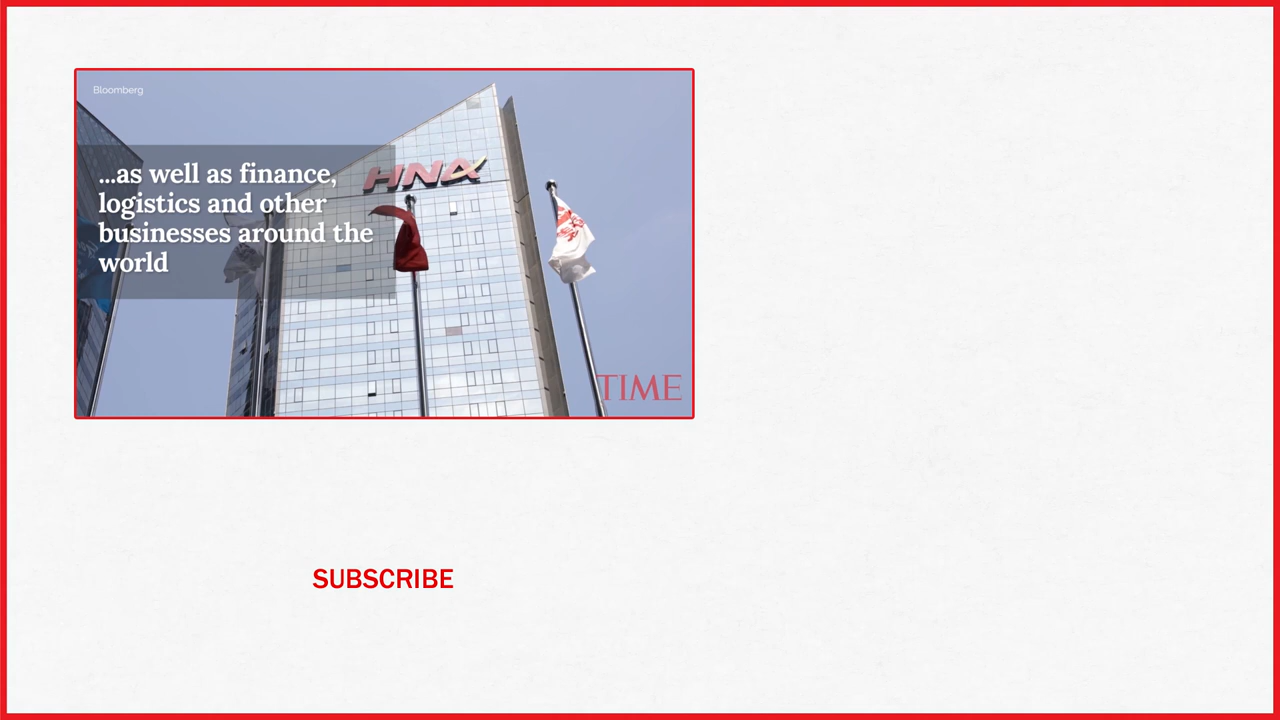 Bloomberg
...as well as finance,
logistics and other
businesses around the
world
HNA
TIME
SUBSCRIBE